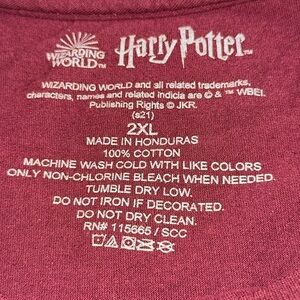 WIZARDING
WORLD™
Harry Potter™
WIZARDING WORLD and all related trademarks,
characters, names and related indicia are © & ™ WBEI.
Publishing Rights © JKR.
(s21)
2XL
MADE IN HONDURAS
100% COTTON
MACHINE WASH COLD WITH LIKE COLORS
ONLY NON-CHLORINE BLEACH WHEN NEEDED.
TUMBLE DRY LOW.
DO NOT IRON IF DECORATED.
DO NOT DRY CLEAN.
RN# 115665 / SCC